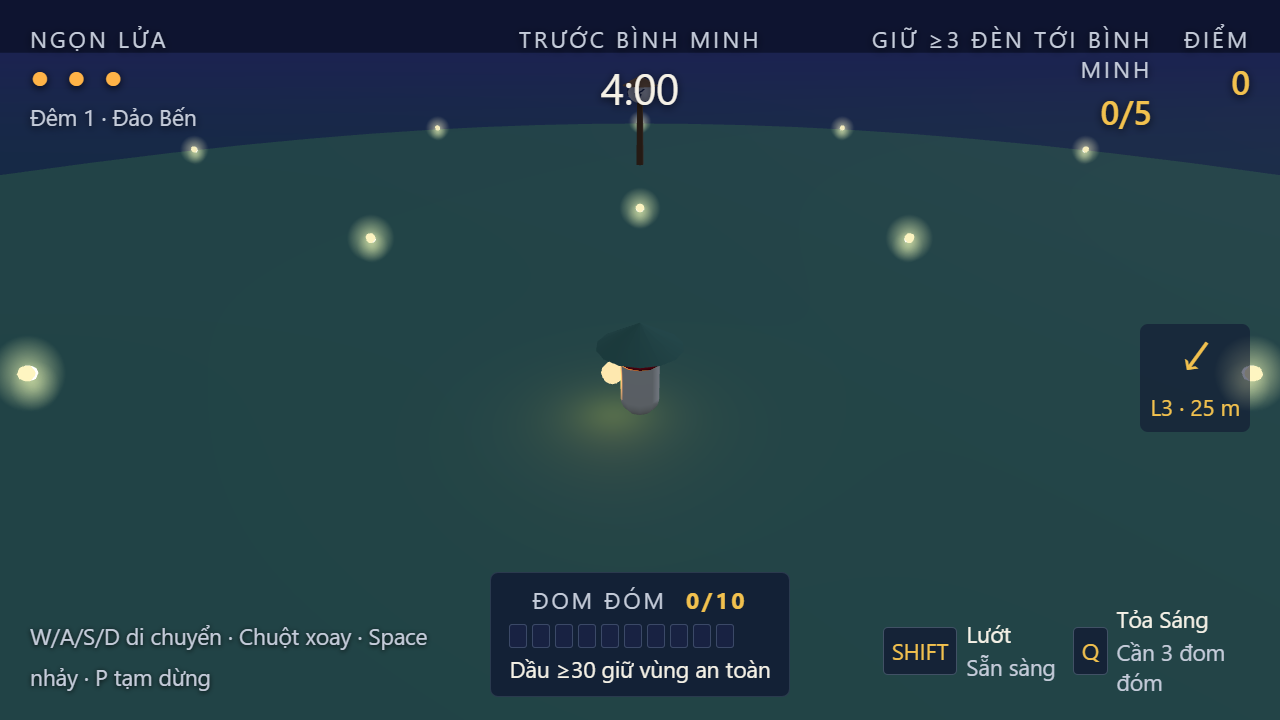 NGỌN LỬA
Đêm 1 · Đảo Bến
TRƯỚC BÌNH MINH
4:00
GIỮ ≥3 ĐÈN TỚI BÌNH
MINH
0/5
ĐIỂM
0
L3 · 25 m
W/A/S/D di chuyển · Chuột xoay · Space
nhảy · P tạm dừng
ĐOM ĐÓM 0/10
Dầu ≥30 giữ vùng an toàn
SHIFT
Lướt
Sẵn sàng
Q
Tỏa Sáng
Cần 3 đom
đóm